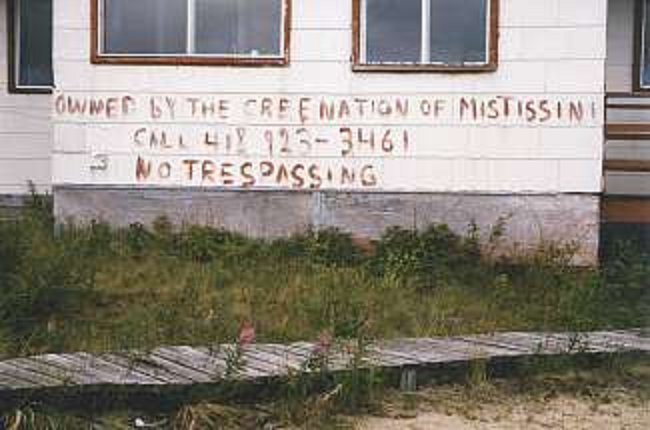 OWNED BY THE CREE NATION OF MISTISSINI
CALL 418 923-3461
NO TRESPASSING